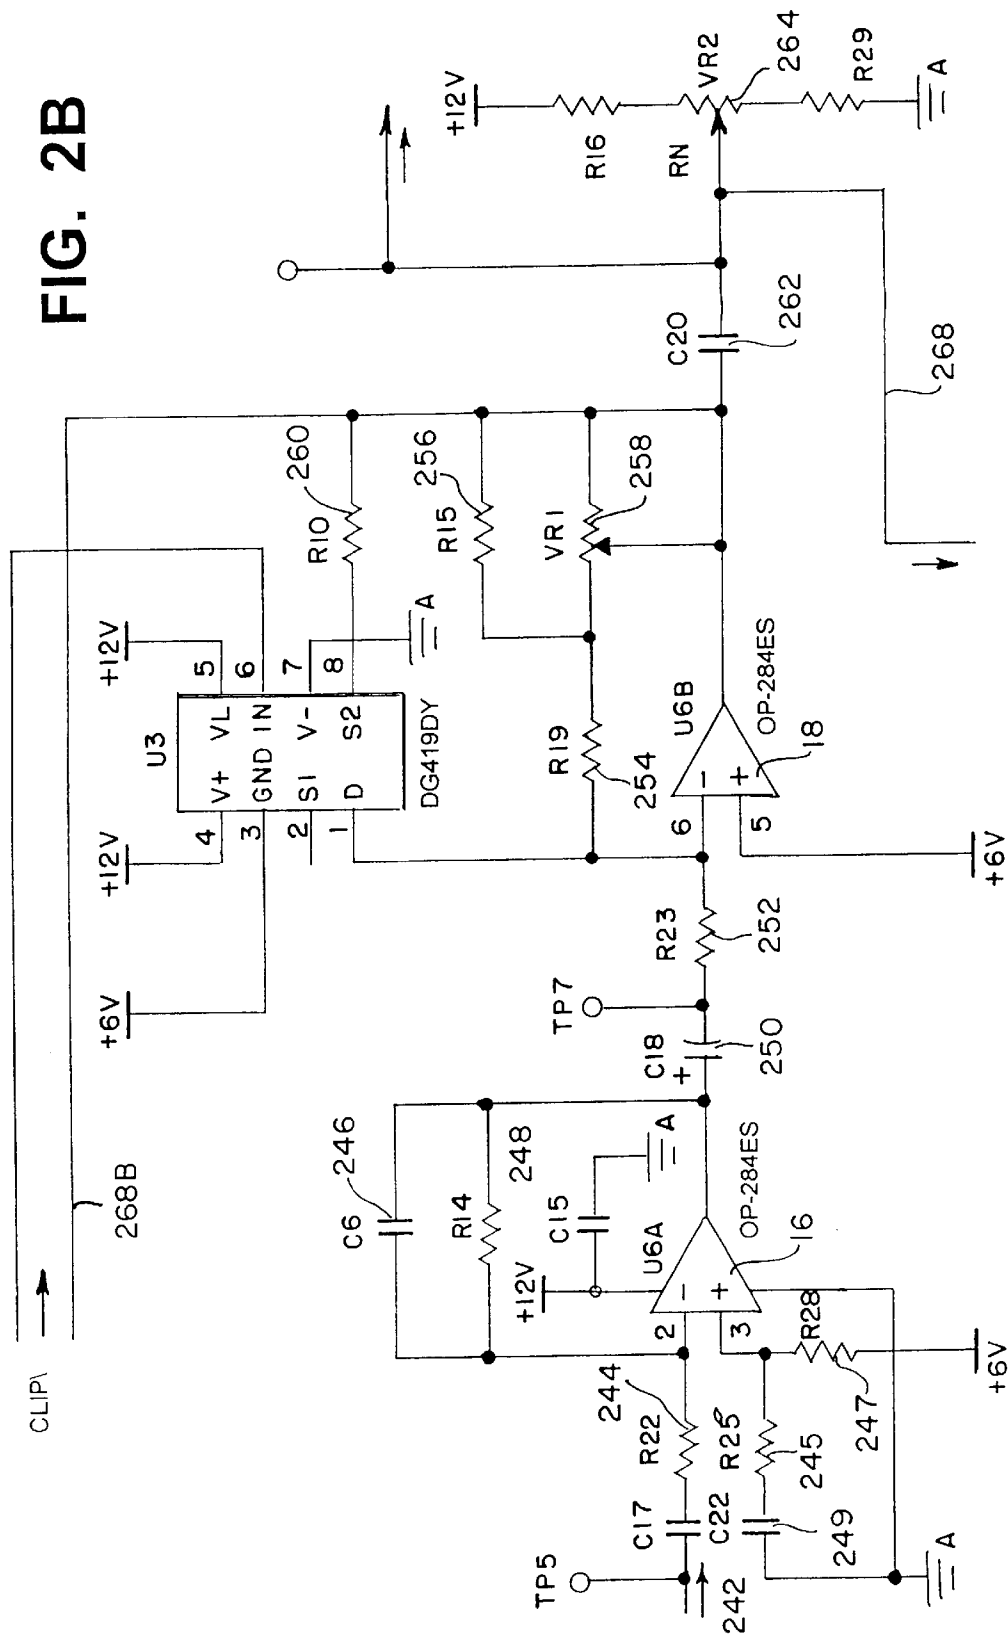 FIG. 2B
CLIP\
268B
+6V
+12V
+12V
U3
4 V+ VL 5
3 GND IN 6
2 S1 V- 7
1 D S2 8
DG419DY
A
R10
260
R15
256
VR1
258
R19
254
C6
246
R14
248
+12V
C15
A
U6A
2
3
-
+
OP-284ES
16
TP5
C17
242
R22
244
C22
249
R25
245
R28
247
+6V
A
C18
+
250
TP7
R23
252
6
5
-
+
U6B
OP-284ES
18
+6V
C20
262
268
+12V
R16
VR2
264
RN
R29
A